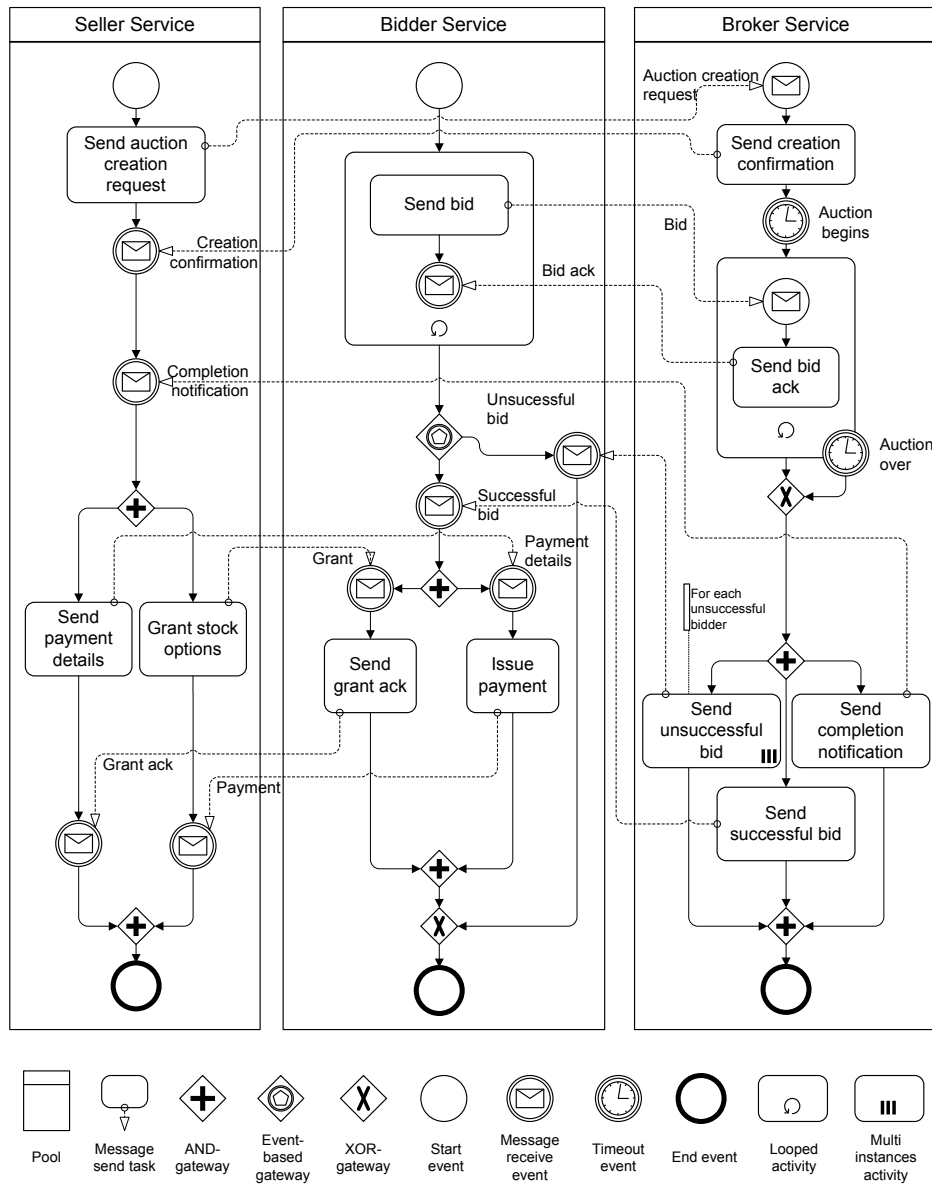 Seller Service
Bidder Service
Broker Service
Auction creation
request
Send auction
creation
request
Send creation
confirmation
Send bid
Bid
Auction
begins
Creation
confirmation
Bid ack
Send bid
ack
Completion
notification
Unsucessful
bid
Auction
over
Successful
bid
Grant
Payment
details
For each
unsuccessful
bidder
Send
payment
details
Grant stock
options
Send
grant ack
Issue
payment
Send
unsuccessful
bid
Send
completion
notification
Grant ack
Payment
Send
successful bid
Pool
Message
send task
AND-
gateway
Event-
based
gateway
XOR-
gateway
Start
event
Message
receive
event
Timeout
event
End event
Looped
activity
Multi
instances
activity